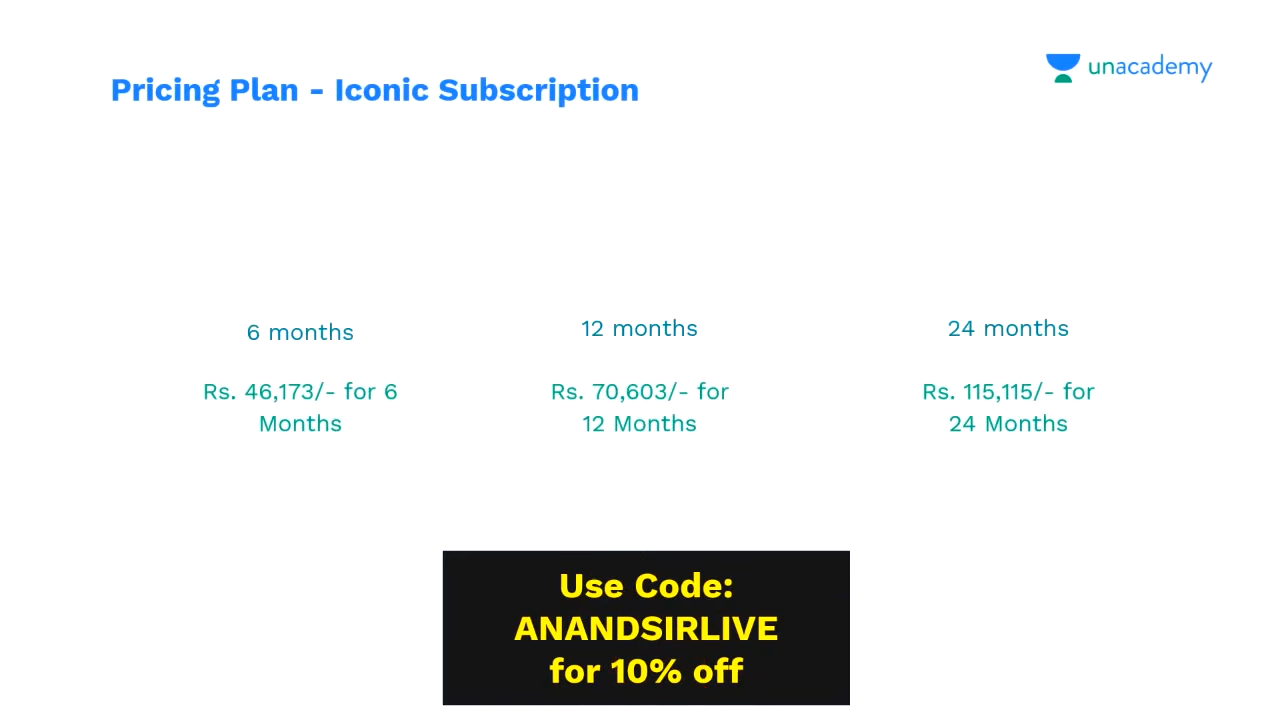 Pricing Plan - Iconic Subscription
unacademy
6 months
Rs. 46,173/- for 6
Months
12 months
Rs. 70,603/- for
12 Months
24 months
Rs. 115,115/- for
24 Months
Use Code:
ANANDSIRLIVE
for 10% off